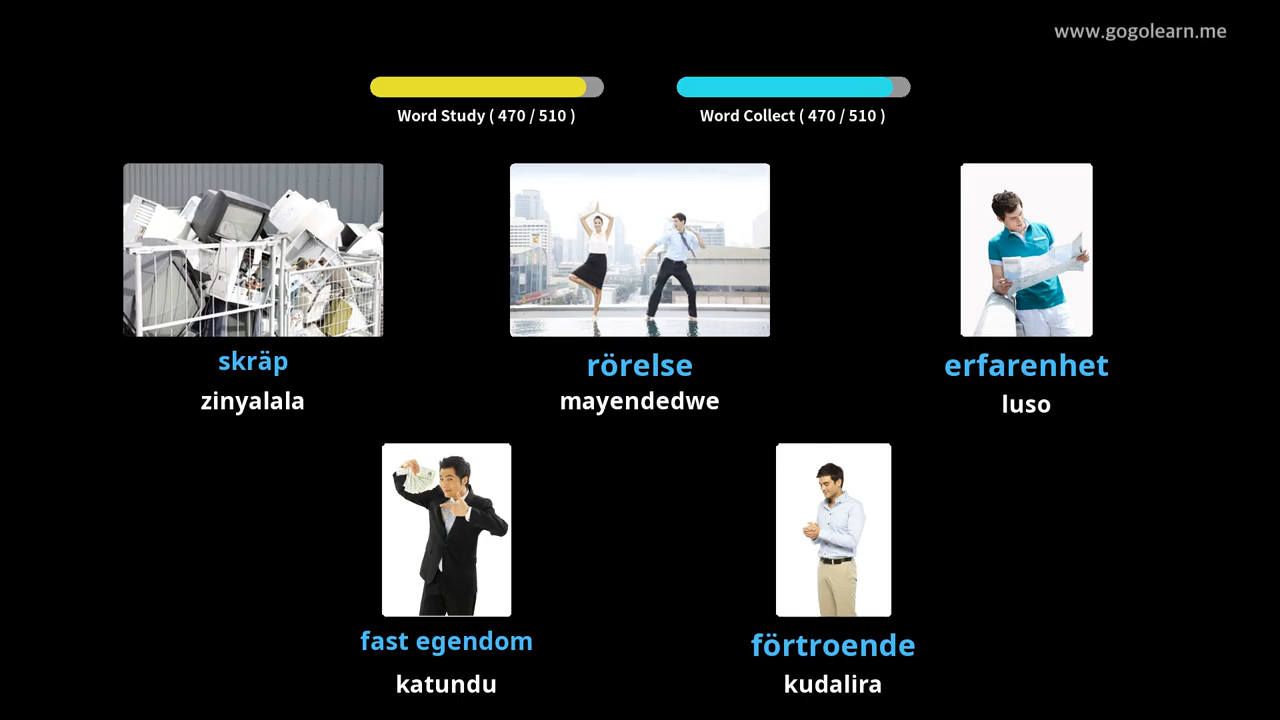 www.gogolearn.me
Word Study ( 470 / 510 )
Word Collect ( 470 / 510 )
skräp
zinyalala
rörelse
mayendedwe
erfarenhet
luso
fast egendom
katundu
förtroende
kudalira